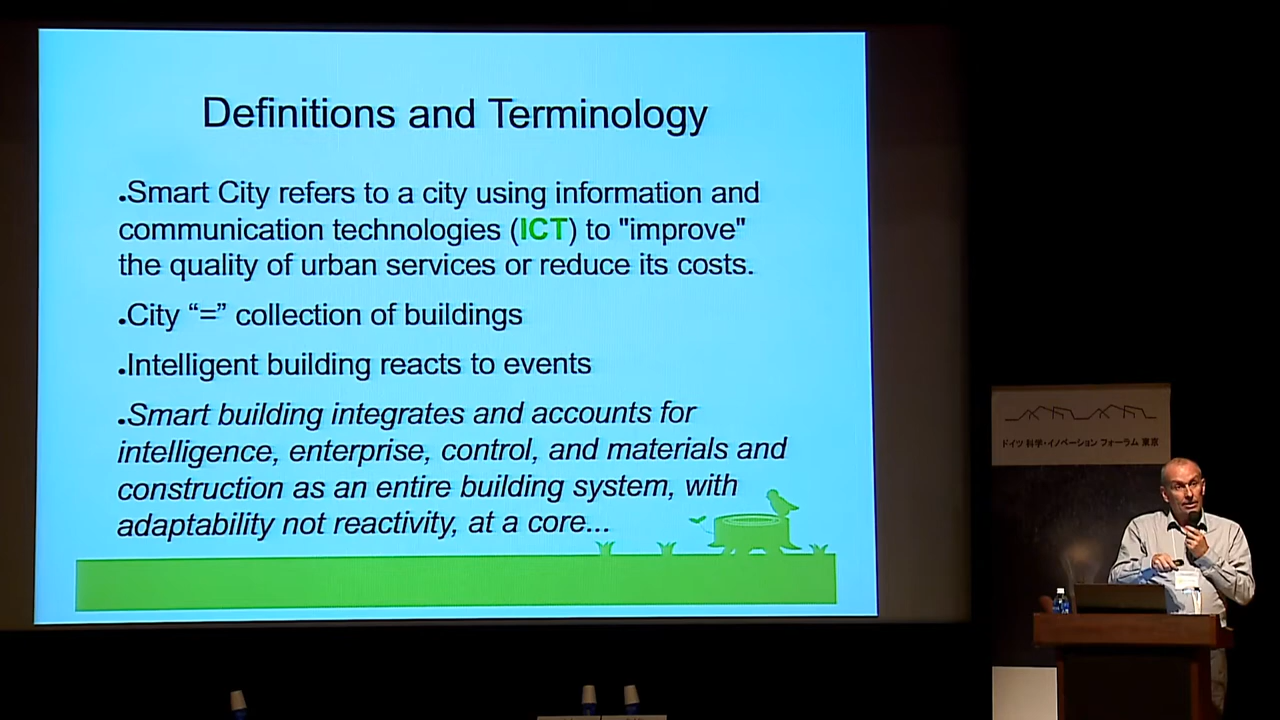 Definitions and Terminology
.Smart City refers to a city using information and
communication technologies (ICT) to "improve"
the quality of urban services or reduce its costs.
.City “=” collection of buildings
.Intelligent building reacts to events
.Smart building integrates and accounts for
intelligence, enterprise, control, and materials and
construction as an entire building system, with
adaptability not reactivity, at a core...
ドイツ 科学・イノベーション フォーラム 東京